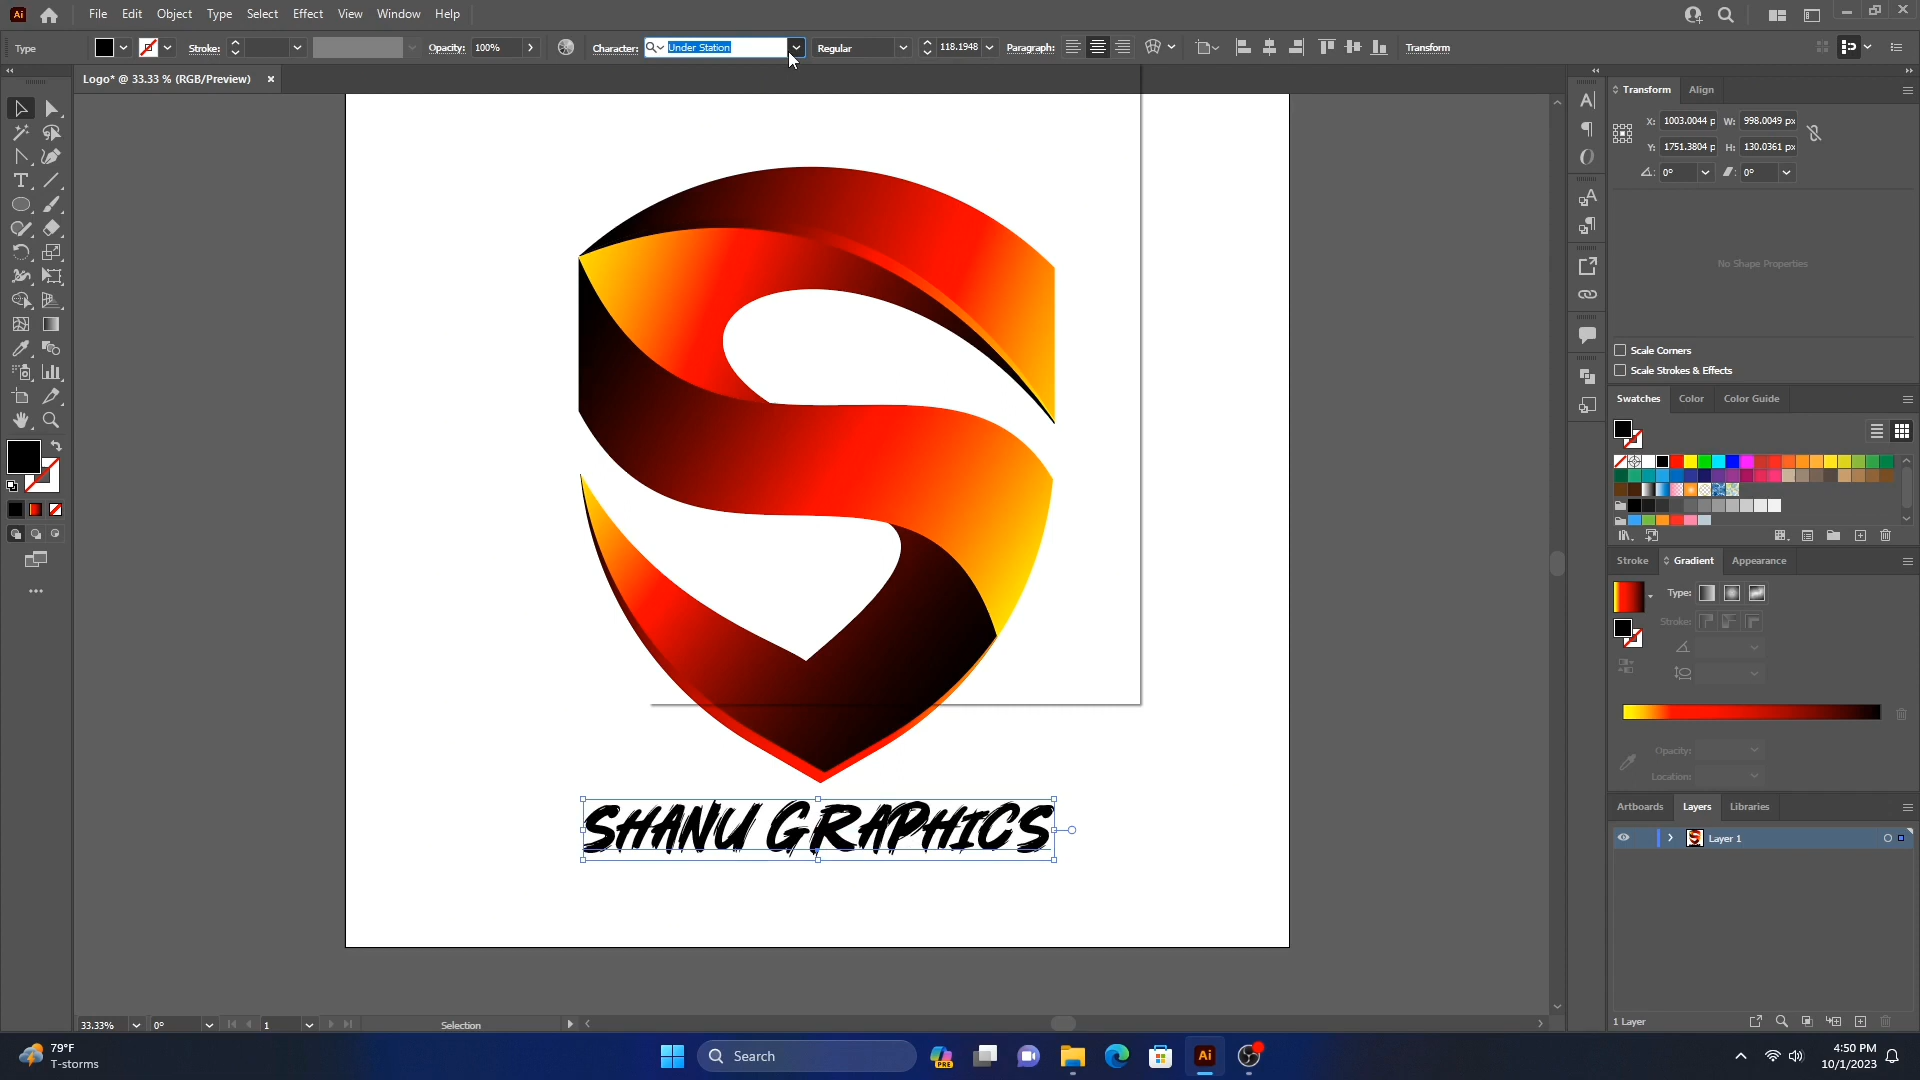 Ai File Edit Object Type Select Effect View Window Help
Type Stroke: Opacity: 100% Character: Under Station Regular 118.1948 Paragraph: Transform
Logo* @ 33.33 % (RGB/Preview) ×
Transform Align
X: 1003.0044 p W: 998.0049 px
Y: 1751.3804 p H: 130.0361 px
0° 0°
No Shape Properties
Scale Corners
Scale Strokes & Effects
Swatches Color Color Guide
Stroke Gradient Appearance
Type:
Stroke:
Opacity:
Location:
SHANU GRAPHICS
Artboards Layers Libraries
Layer 1
1 Layer
33.33% 0° 1 Selection
79°F
T-storms
Search
PRE
Ai
4:50 PM
10/1/2023